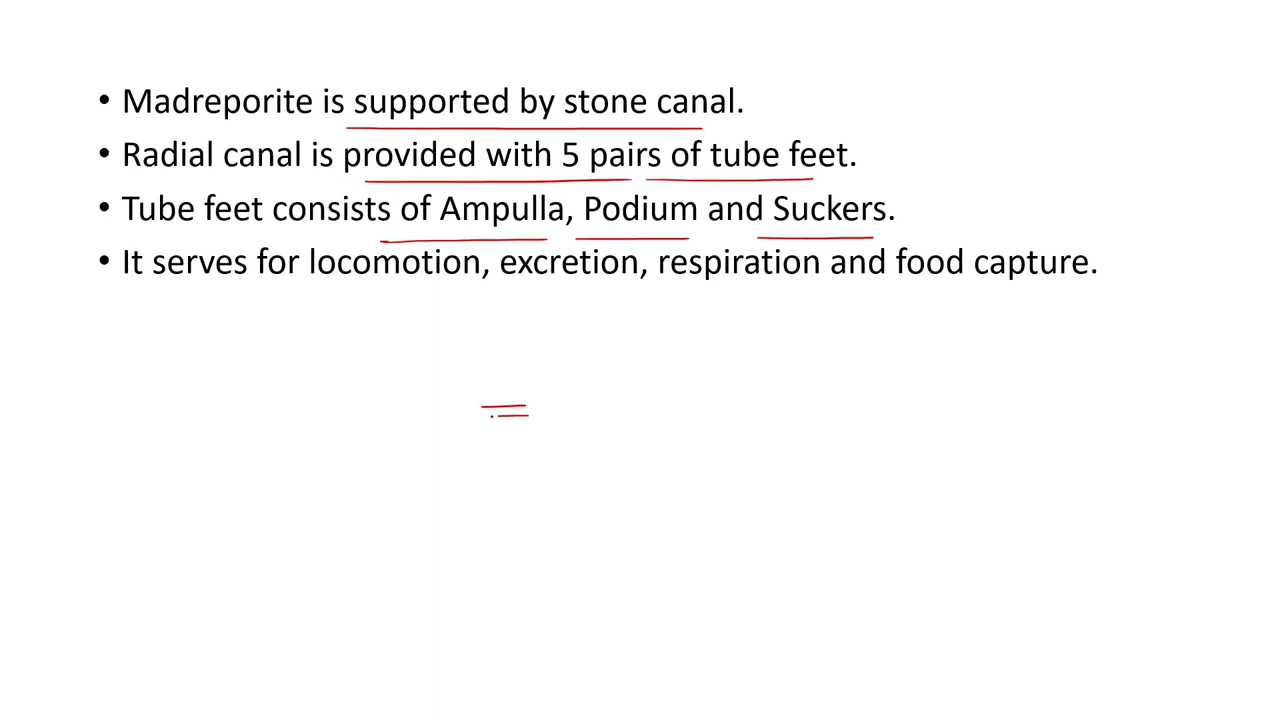 • Madreporite is supported by stone canal.
• Radial canal is provided with 5 pairs of tube feet.
• Tube feet consists of Ampulla, Podium and Suckers.
• It serves for locomotion, excretion, respiration and food capture.